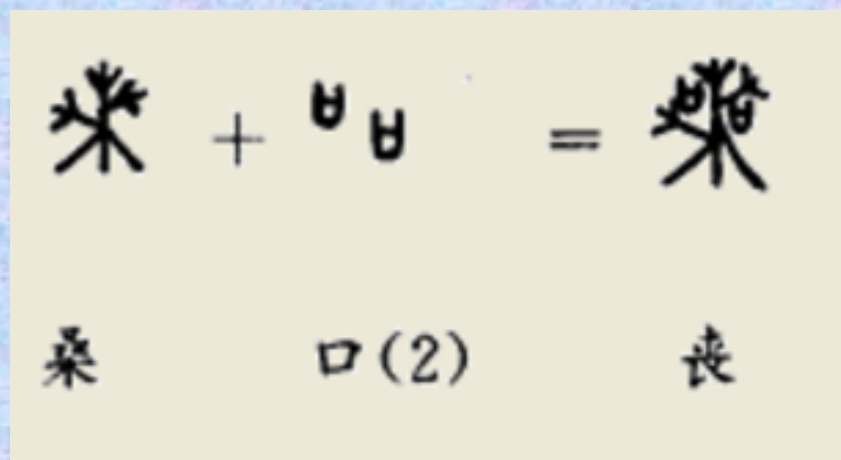 + =
桑 口(2) 丧